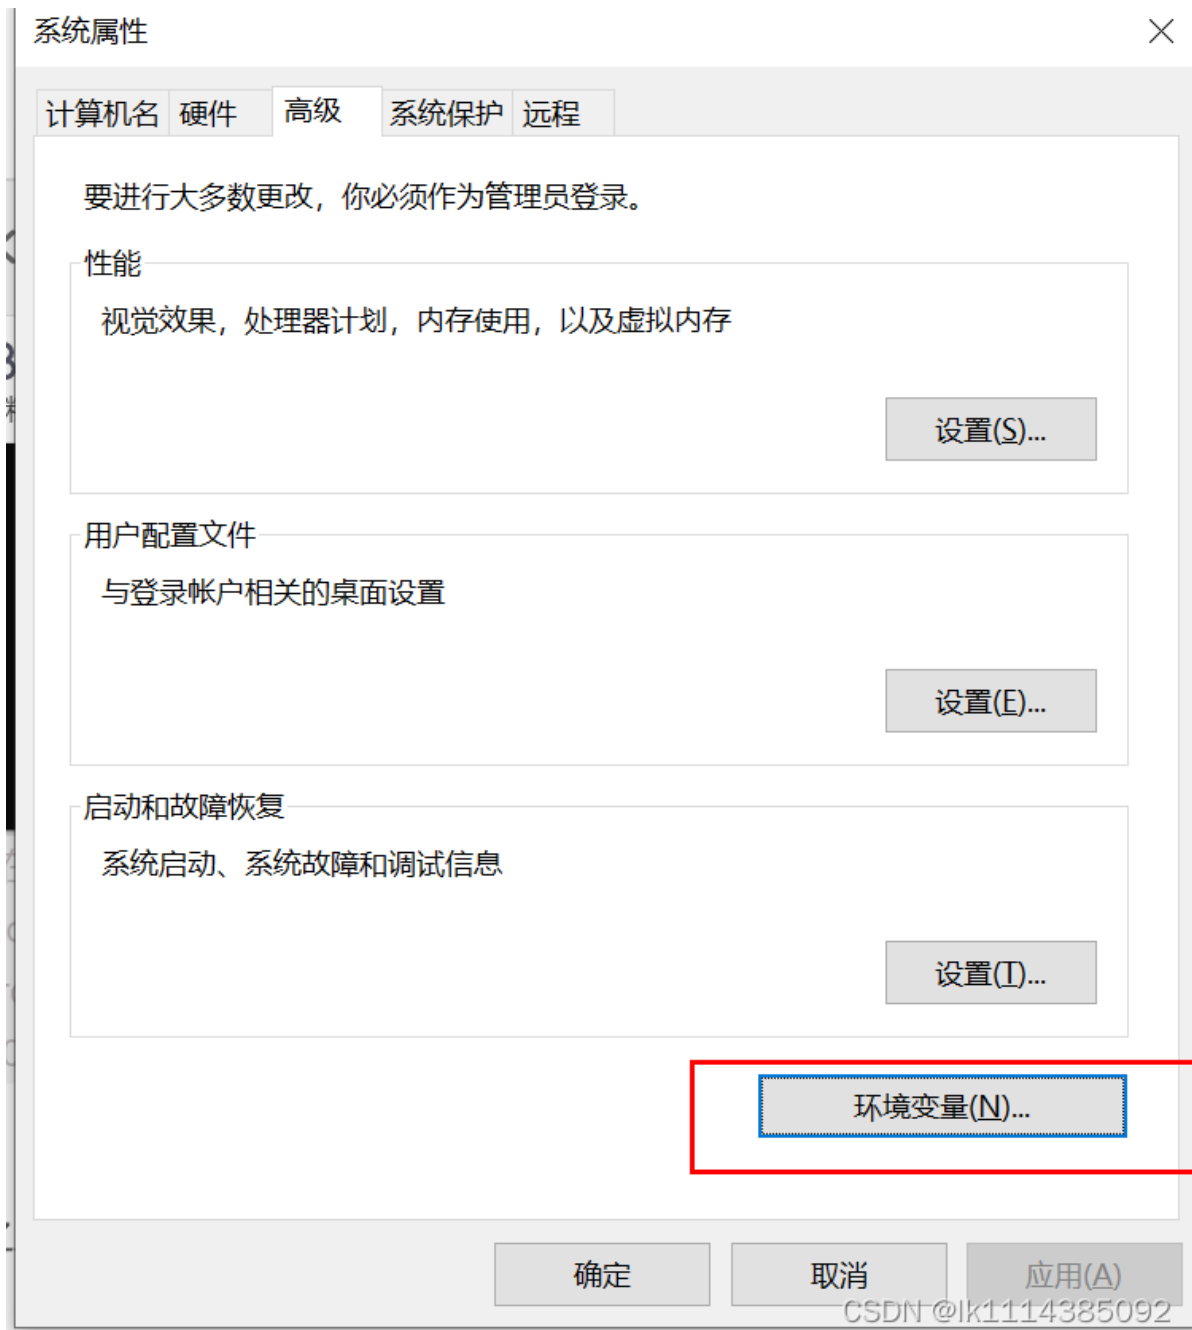 系统属性
计算机名 硬件 高级 系统保护 远程
要进行大多数更改，你必须作为管理员登录。
性能
视觉效果，处理器计划，内存使用，以及虚拟内存
设置(S)...
用户配置文件
与登录帐户相关的桌面设置
设置(E)...
启动和故障恢复
系统启动、系统故障和调试信息
设置(T)...
环境变量(N)...
确定 取消 应用(A)
CSDN @lk1114385092